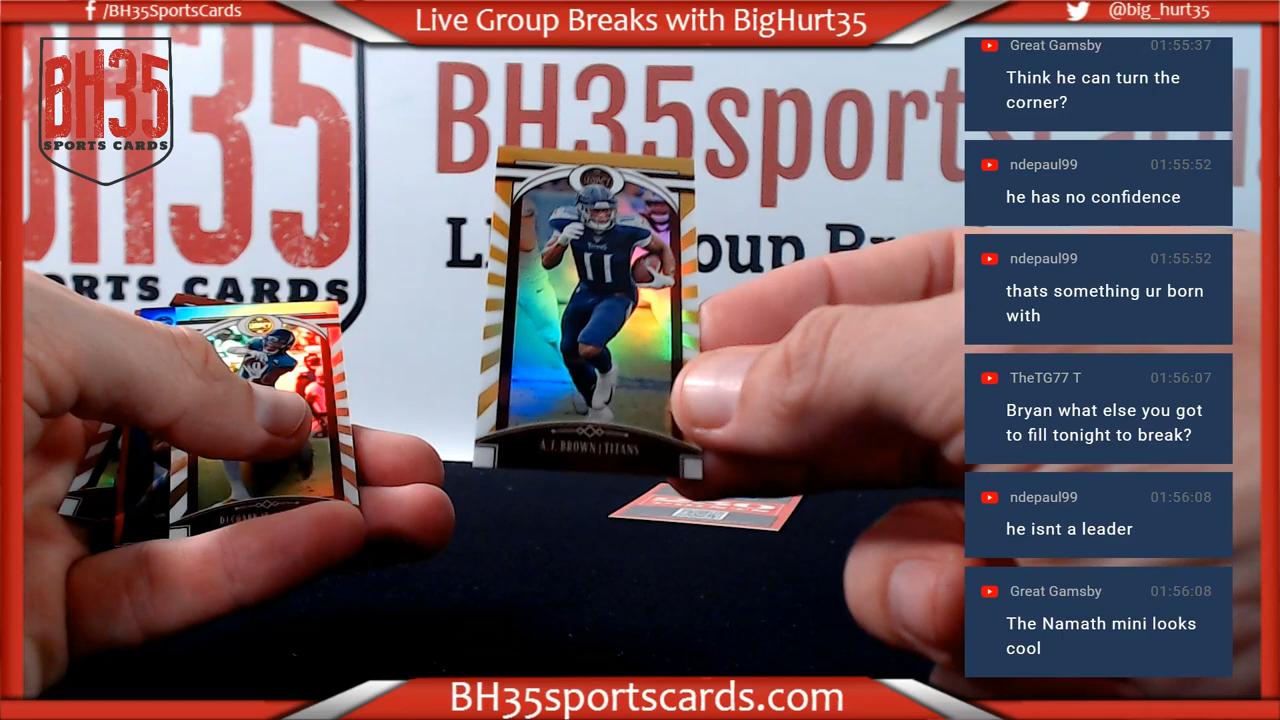 /BH35SportsCards
Live Group Breaks with BigHurt35
@big_hurt35
BH35
SPORTS CARDS
BH35sports
RTS CARDS
A.J. BROWN | TITANS
Great Gamsby 01:55:37
Think he can turn the
corner?
ndepaul99 01:55:52
he has no confidence
ndepaul99 01:55:52
thats something ur born
with
TheTG77 T 01:56:07
Bryan what else you got
to fill tonight to break?
ndepaul99 01:56:08
he isnt a leader
Great Gamsby 01:56:08
The Namath mini looks
cool
BH35sportscards.com